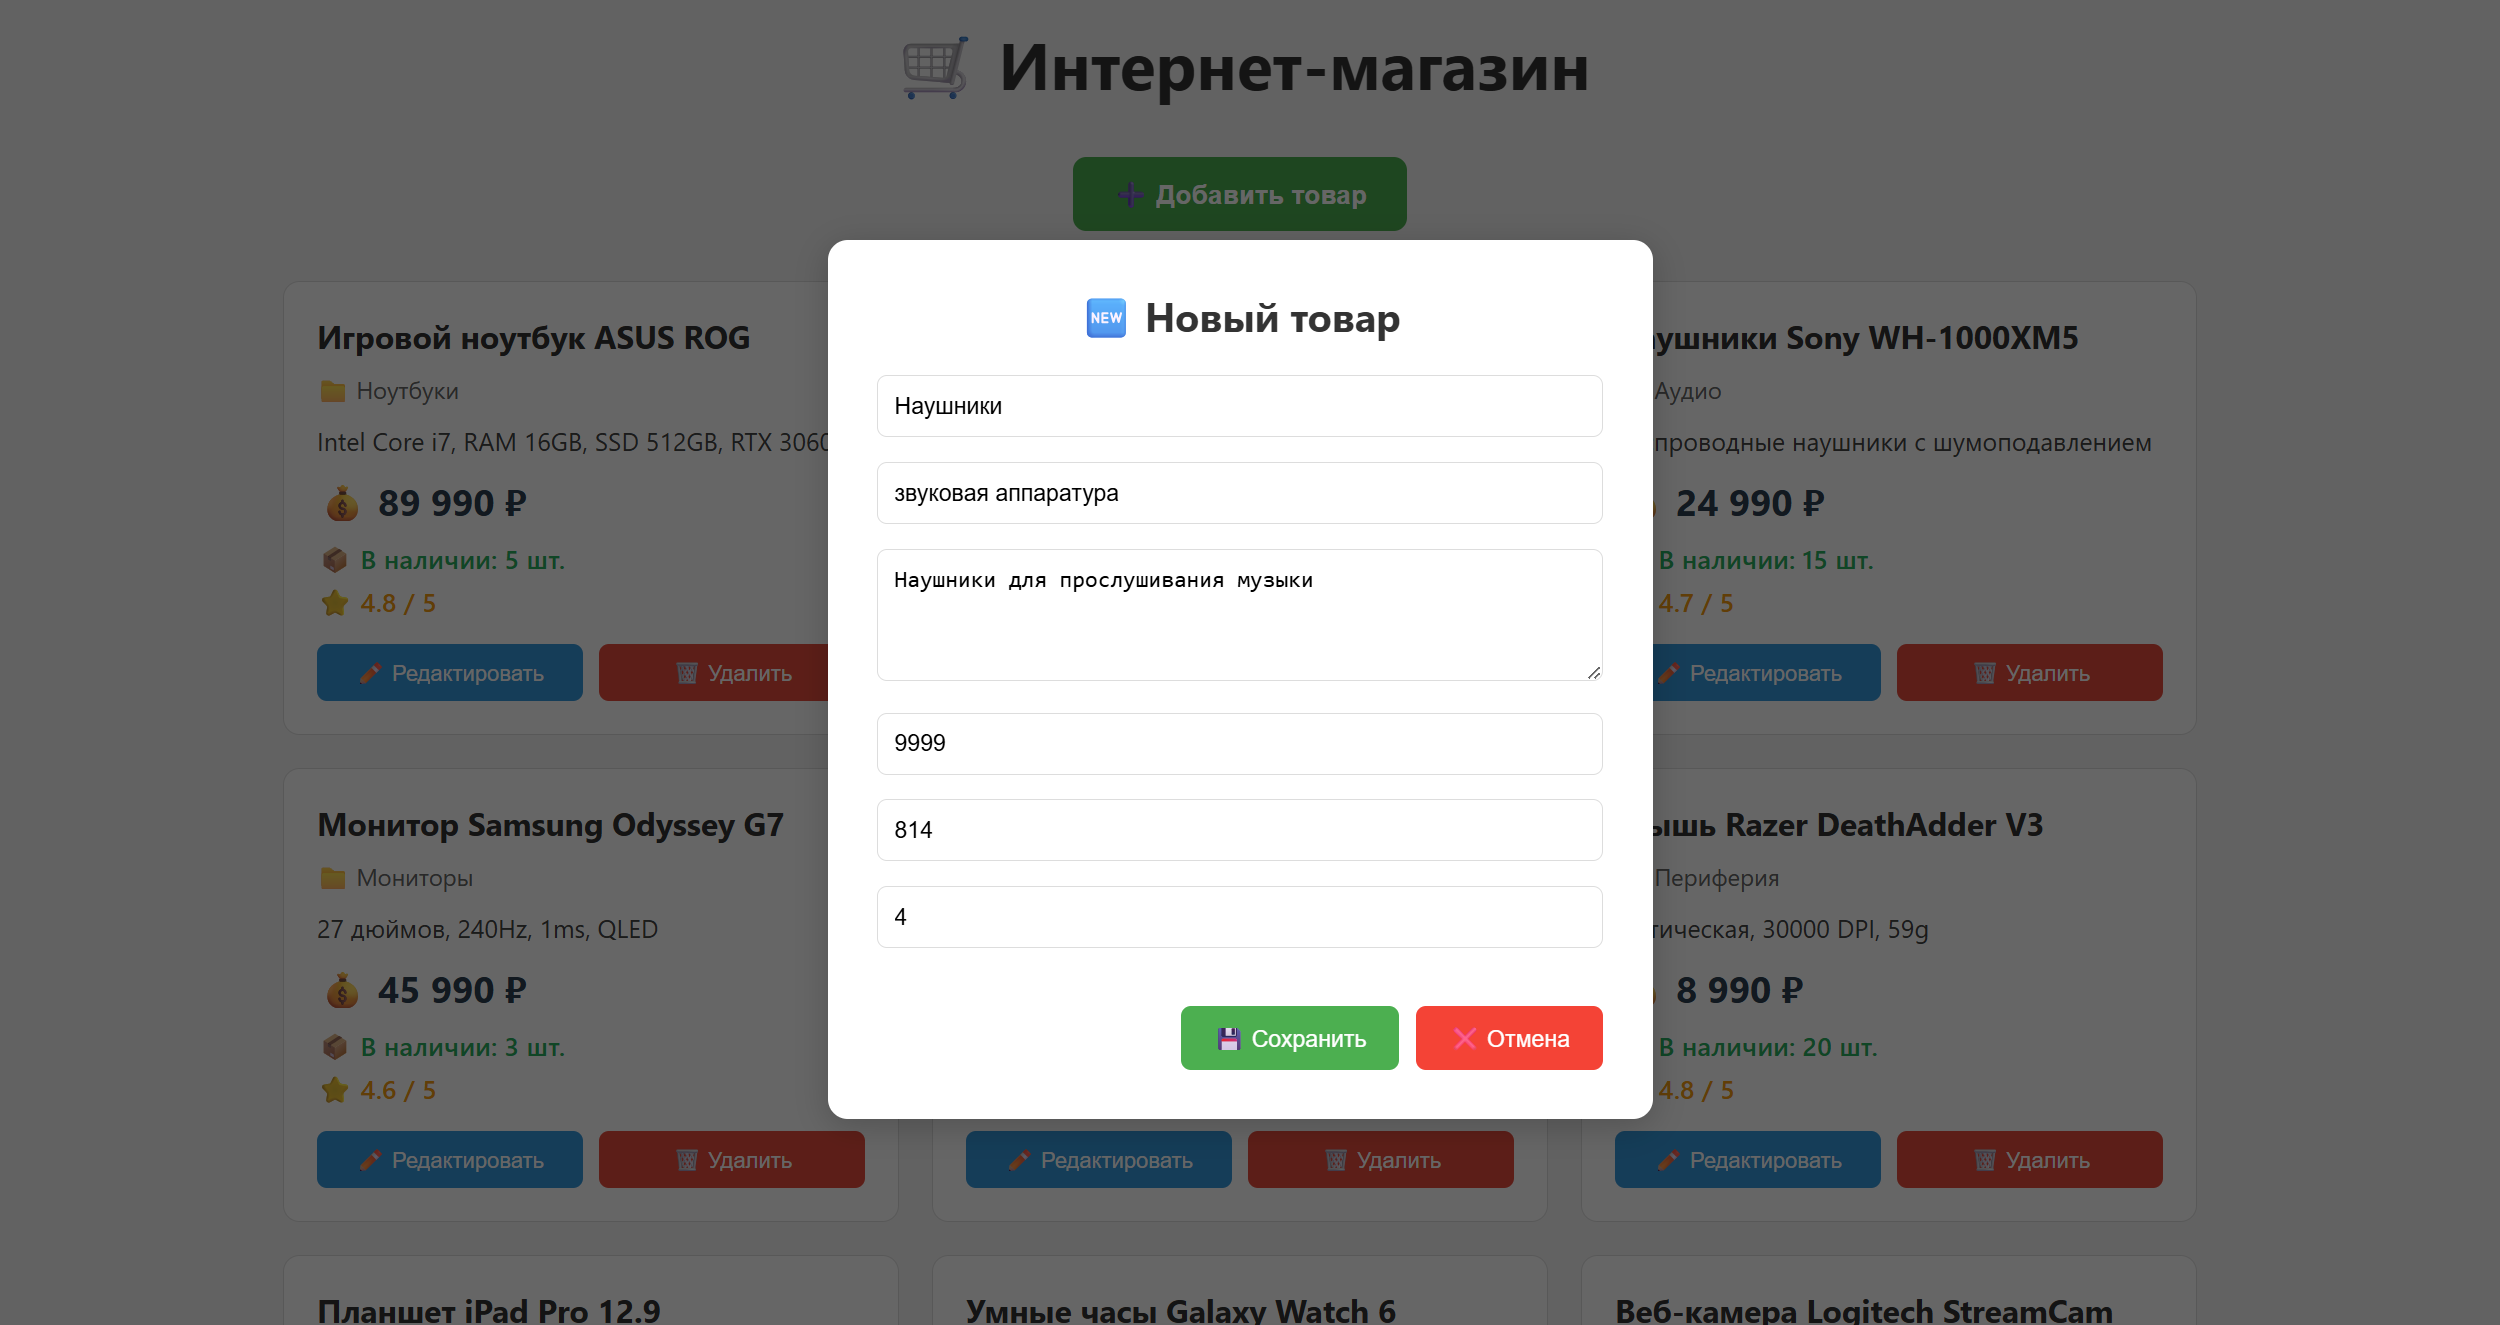 Интернет-магазин
Добавить товар
NEW Новый товар
Наушники
звуковая аппаратура
Наушники для прослушивания музыки
9999
814
4
Сохранить Отмена
Игровой ноутбук ASUS ROG
Ноутбуки
Intel Core i7, RAM 16GB, SSD 512GB, RTX 3060
89 990 ₽
В наличии: 5 шт.
4.8 / 5
Редактировать Удалить
ушники Sony WH-1000XM5
Аудио
проводные наушники с шумоподавлением
24 990 ₽
В наличии: 15 шт.
4.7 / 5
Редактировать Удалить
Монитор Samsung Odyssey G7
Мониторы
27 дюймов, 240Hz, 1ms, QLED
45 990 ₽
В наличии: 3 шт.
4.6 / 5
Редактировать Удалить
Редактировать Удалить
ышь Razer DeathAdder V3
Периферия
тическая, 30000 DPI, 59g
8 990 ₽
В наличии: 20 шт.
4.8 / 5
Редактировать Удалить
Планшет iPad Pro 12.9
Умные часы Galaxy Watch 6
Веб-камера Logitech StreamCam